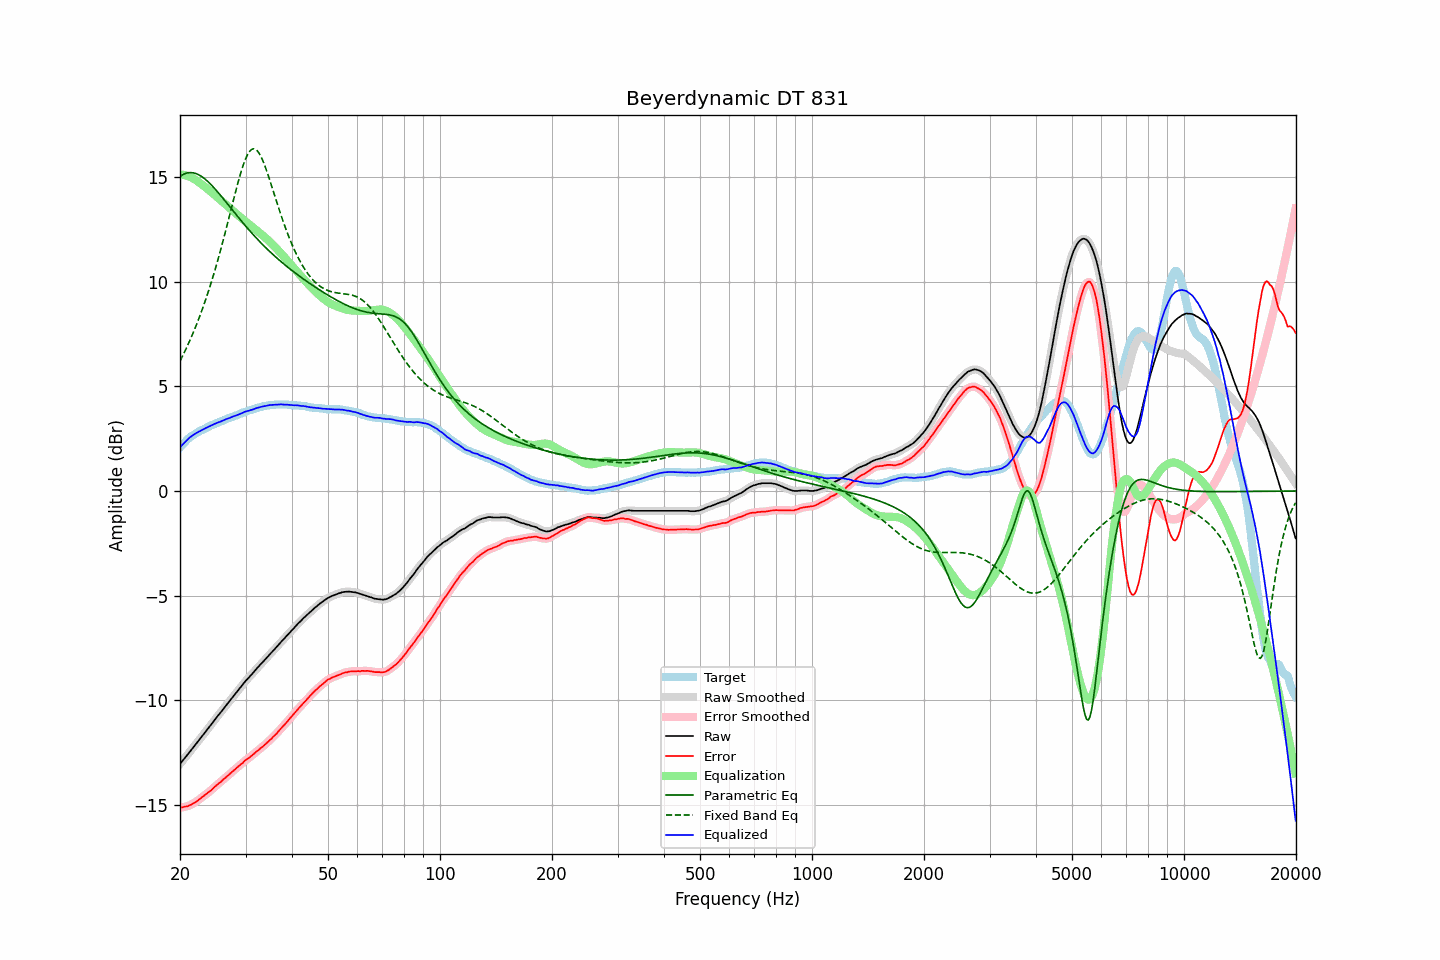 Beyerdynamic DT 831
Amplitude (dBr)
15
10
5
0
−5
−10
−15
Target
Raw Smoothed
Error Smoothed
Raw
Error
Equalization
Parametric Eq
Fixed Band Eq
Equalized
20
50
100
200
500
1000
2000
5000
10000
20000
Frequency (Hz)